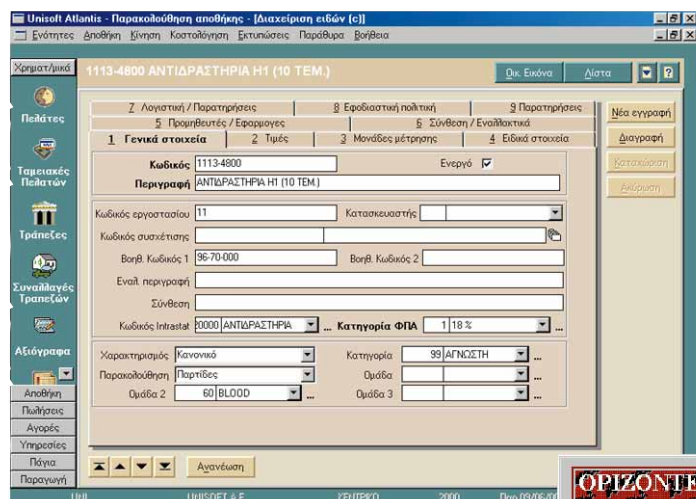 Unisoft Atlantis - Παρακολούθηση αποθήκης - [Διαχείριση ειδών (c)]
Ενότητες Αποθήκη Κίνηση Κοστολόγηση Εκτυπώσεις Παράθυρα Βοήθεια
Χρηματ/μικά
1113-4800 ΑΝΤΙΔΡΑΣΤΗΡΙΑ Η1 (10 ΤΕΜ.)
Οικ. Εικόνα
Λίστα
Πελάτες
Ταμειακές Πελατών
Τράπεζες
Συναλλαγές Τραπεζών
Αξιόγραφα
Αποθήκη
Πωλήσεις
Αγορές
Υπηρεσίες
Πάγια
Παραγωγή
7 Λογιστική / Παρατηρήσεις
8 Εφοδιαστική πολιτική
9 Παρατηρήσεις
5 Προμηθευτές / Εφαρμογες
6 Σύνθεση / Εναλλακτικά
1 Γενικά στοιχεία
2 Τιμές
3 Μονάδες μέτρησης
4 Ειδικά στοιχεία
Κωδικός 1113-4800 Ενεργό
Περιγραφή ΑΝΤΙΔΡΑΣΤΗΡΙΑ Η1 (10 ΤΕΜ.)
Κωδικός εργοστασίου 11 Κατασκευαστής
Κωδικός συσχέτισης
Βοηθ. Κωδικός 1 96-70-000 Βοηθ. Κωδικός 2
Εναλ. περιγραφή
Σύνθεση
Κωδικός Intrastat 20000 ΑΝΤΙΔΡΑΣΤΗΡΙΑ ... Κατηγορία ΦΠΑ 1 18 % ...
Χαρακτηρισμός Κανονικό Κατηγορία 99 ΑΓΝΩΣΤΗ ...
Παρακολούθηση Παρτίδες Ομάδα ...
Ομάδα 2 60 BLOOD ... Ομάδα 3 ...
Νέα εγγραφή
Διαγραφή
Καταχώριση
Ακύρωση
Ανανέωση
UNISOFT A.E. ΚΕΝΤΡΙΚΟ 2000
ΟΡΙΖΟΝΤΕ